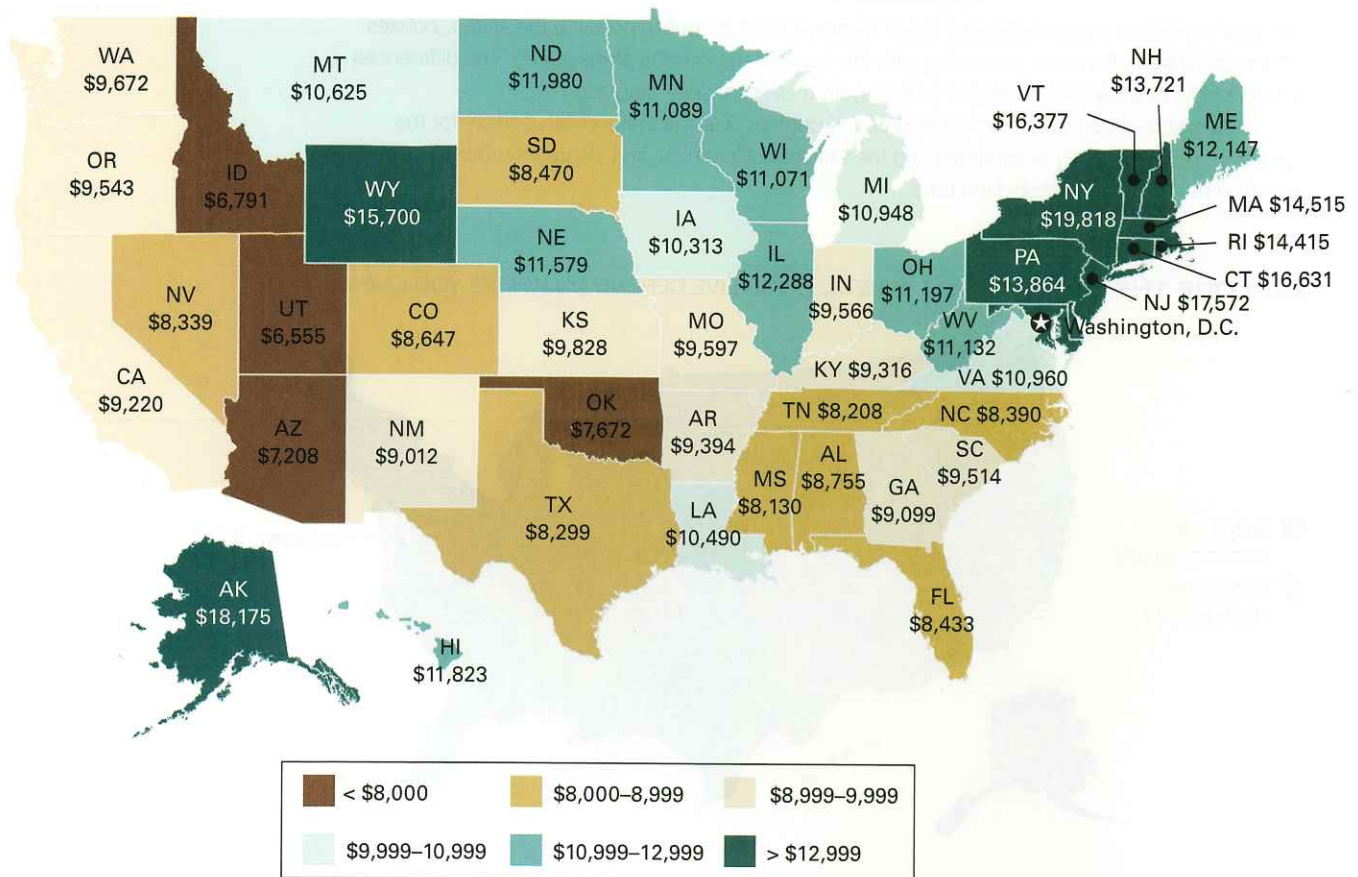 WA
$9,672
MT
$10,625
ND
$11,980
MN
$11,089
NH
$13,721
VT
$16,377
ME
$12,147
OR
$9,543
ID
$6,791
WY
$15,700
SD
$8,470
WI
$11,071
MI
$10,948
NY
$19,818
MA $14,515
RI $14,415
CT $16,631
NJ $17,572
Washington, D.C.
NV
$8,339
UT
$6,555
CO
$8,647
NE
$11,579
IA
$10,313
IL
$12,288
IN
$9,566
OH
$11,197
PA
$13,864
WV
$11,132
CA
$9,220
AZ
$7,208
NM
$9,012
KS
$9,828
MO
$9,597
KY $9,316
VA $10,960
OK
$7,672
AR
$9,394
TN $8,208
NC $8,390
TX
$8,299
LA
$10,490
MS
$8,130
AL
$8,755
GA
$9,099
SC
$9,514
FL
$8,433
AK
$18,175
HI
$11,823
< $8,000
$8,000–8,999
$8,999–9,999
$9,999–10,999
$10,999–12,999
> $12,999